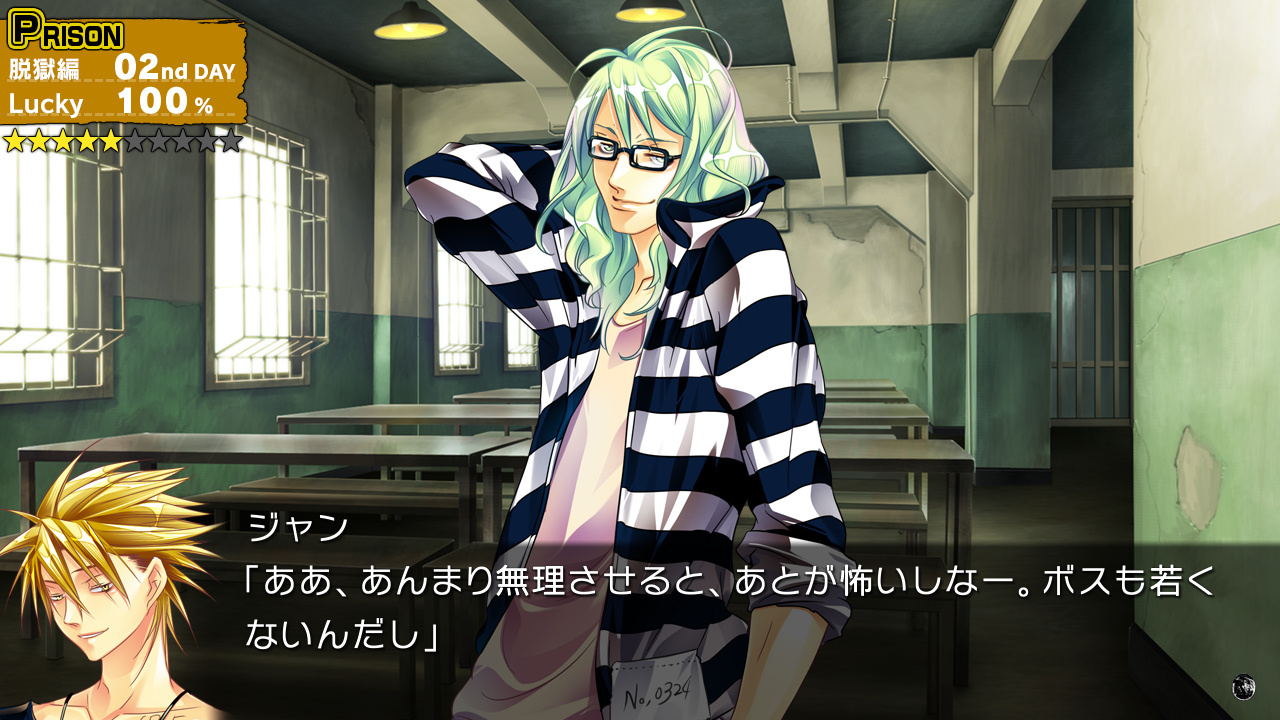 PRISON
脱獄編 02nd DAY
Lucky 100 %
ジャン
「ああ、あんまり無理させると、あとが怖いしなー。ボスも若く
ないんだし」
No,0324